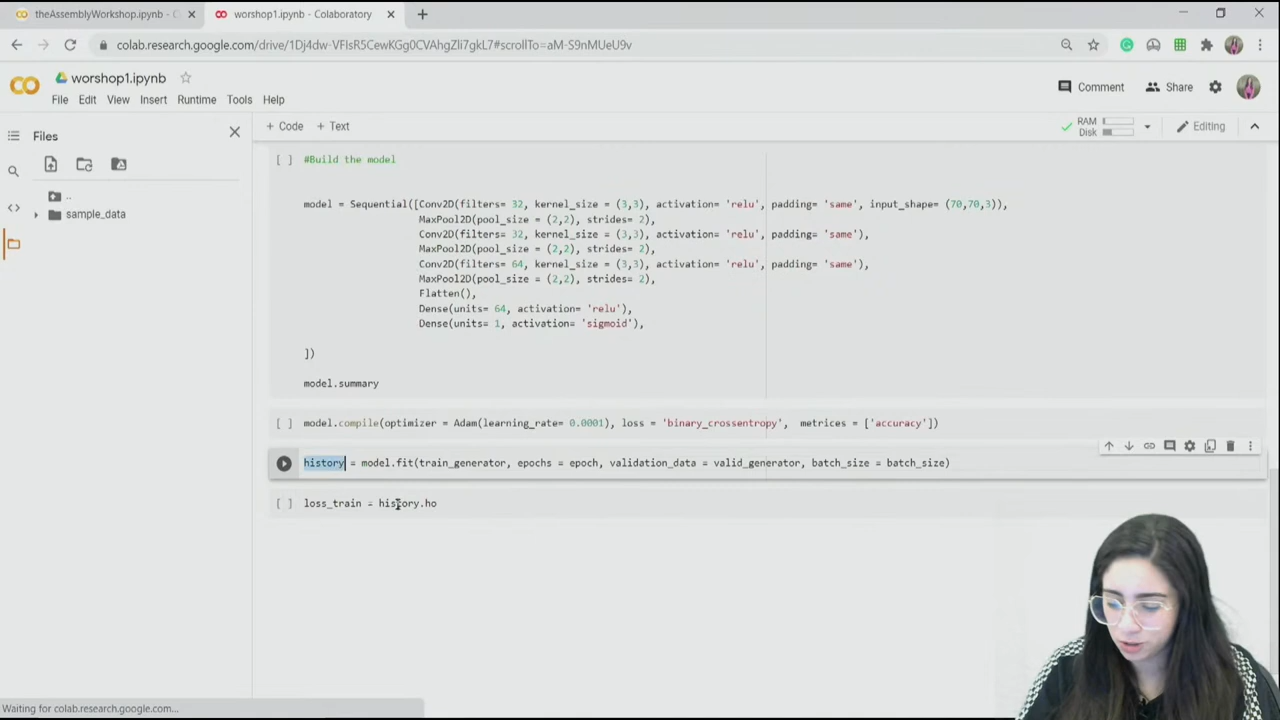 theAssemblyWorkshop.ipynb - C
worshop1.ipynb - Colaboratory
colab.research.google.com/drive/1Dj4dw-VFIsR5CewKGg0CVAhgZli7gkL7#scrollTo=aM-S9nMUeU9v
worshop1.ipynb
Comment
Share
File Edit View Insert Runtime Tools Help
Files
+ Code + Text
RAM
Disk
Editing
..
sample_data
[ ] #Build the model
model = Sequential([Conv2D(filters= 32, kernel_size = (3,3), activation= 'relu', padding= 'same', input_shape= (70,70,3)),
MaxPool2D(pool_size = (2,2), strides= 2),
Conv2D(filters= 32, kernel_size = (3,3), activation= 'relu', padding= 'same'),
MaxPool2D(pool_size = (2,2), strides= 2),
Conv2D(filters= 64, kernel_size = (3,3), activation= 'relu', padding= 'same'),
MaxPool2D(pool_size = (2,2), strides= 2),
Flatten(),
Dense(units= 64, activation= 'relu'),
Dense(units= 1, activation= 'sigmoid'),
])
model.summary
[ ] model.compile(optimizer = Adam(learning_rate= 0.0001), loss = 'binary_crossentropy', metrices = ['accuracy'])
history = model.fit(train_generator, epochs = epoch, validation_data = valid_generator, batch_size = batch_size)
[ ] loss_train = history.ho
Waiting for colab.research.google.com...